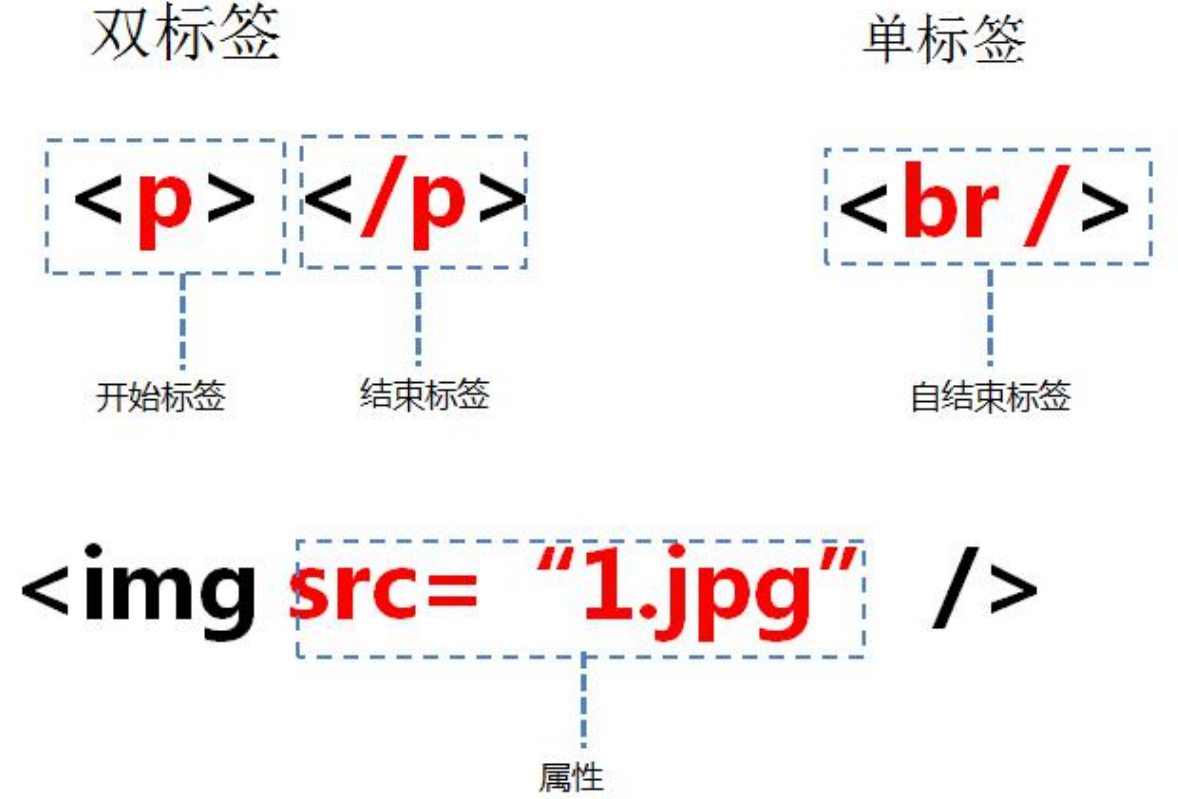 双标签 单标签
<p> </p> <br />
开始标签 结束标签 自结束标签
<img src= “1.jpg” />
属性